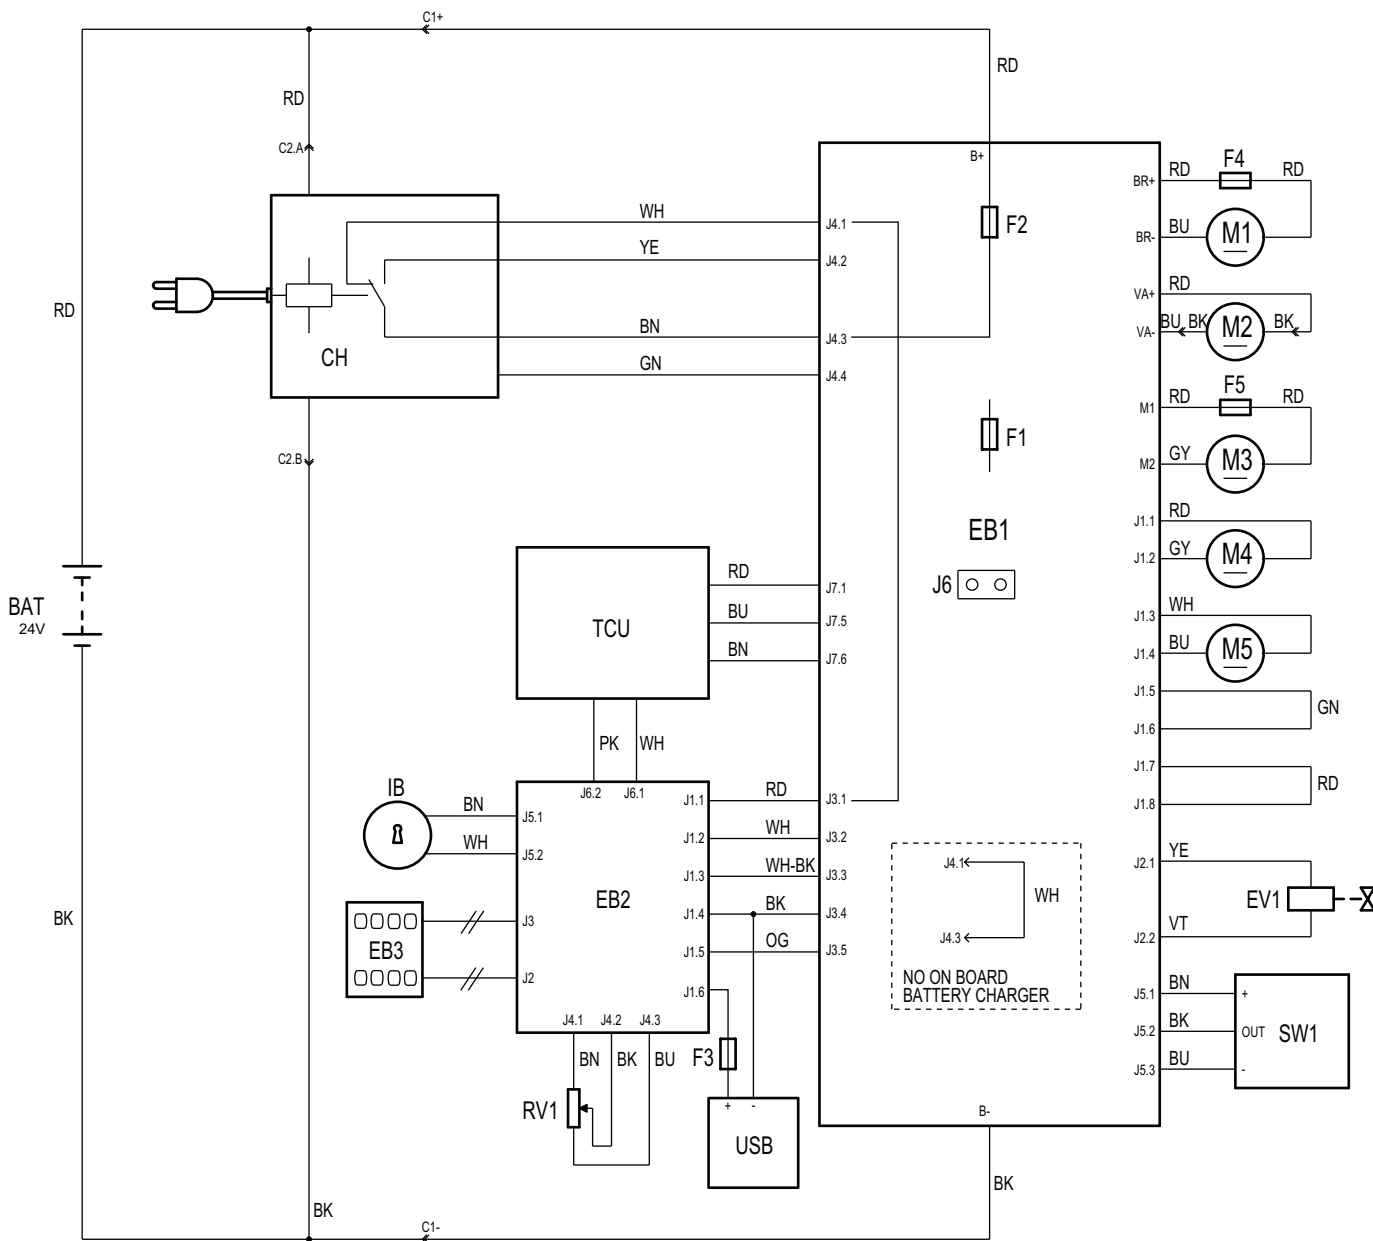 C1+
RD
RD
C2.A
B+
BR+
RD
F4
RD
WH
J4.1
F2
BR-
BU
M1
YE
J4.2
VA+
RD
RD
BN
J4.3
VA-
BU
BK
M2
BK
CH
GN
J4.4
F5
M1
RD
RD
C2.B
F1
M2
GY
M3
J1.1
RD
EB1
J1.2
GY
M4
RD
J7.1
J6
BAT
24V
TCU
BU
J7.5
J1.3
WH
BN
J7.6
J1.4
BU
M5
J1.5
GN
J1.6
PK
WH
J1.7
RD
J1.8
IB
J6.2
J6.1
BN
J5.1
J1.1
RD
J3.1
WH
J5.2
J1.2
WH
J3.2
J1.3
WH-BK
J3.3
J4.1
J2.1
YE
EB2
WH
EV1
BK
J3
J1.4
BK
J3.4
J4.3
J2.2
VT
EB3
J1.5
OG
J3.5
J2
NO ON BOARD
BATTERY CHARGER
J1.6
J5.1
BN
+
J4.1
J4.2
J4.3
J5.2
BK
OUT
SW1
BN
BK
BU
F3
J5.3
BU
-
RV1
+
-
B-
USB
BK
BK
C1-